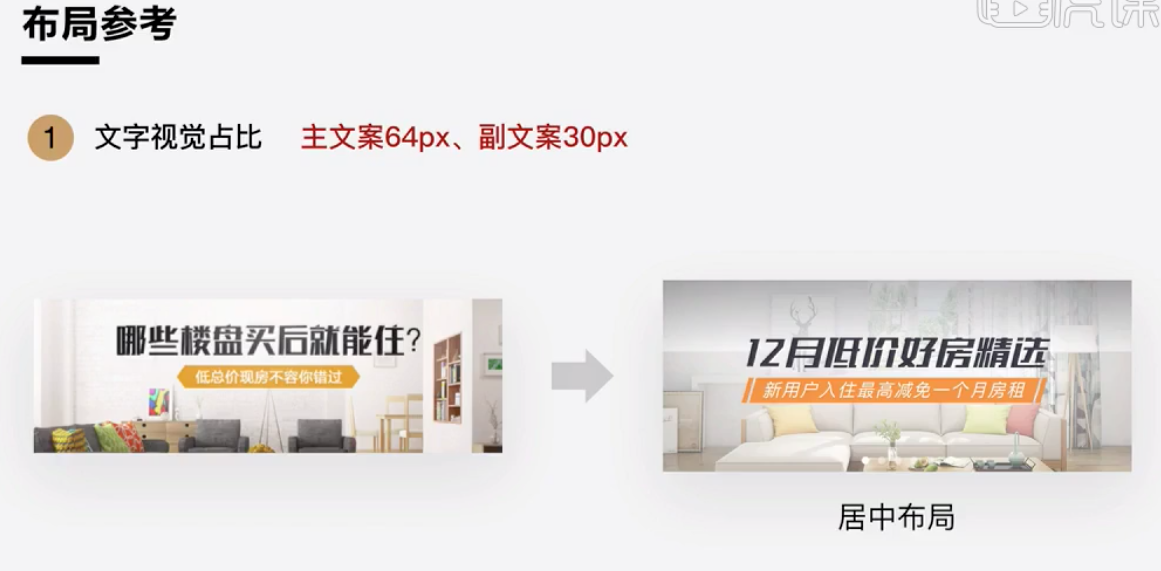 布局参考
虎课
1 文字视觉占比 主文案64px、副文案30px
哪些楼盘买后就能住?
低总价现房不容你错过
12月低价好房精选
新用户入住最高减免一个月房租
居中布局